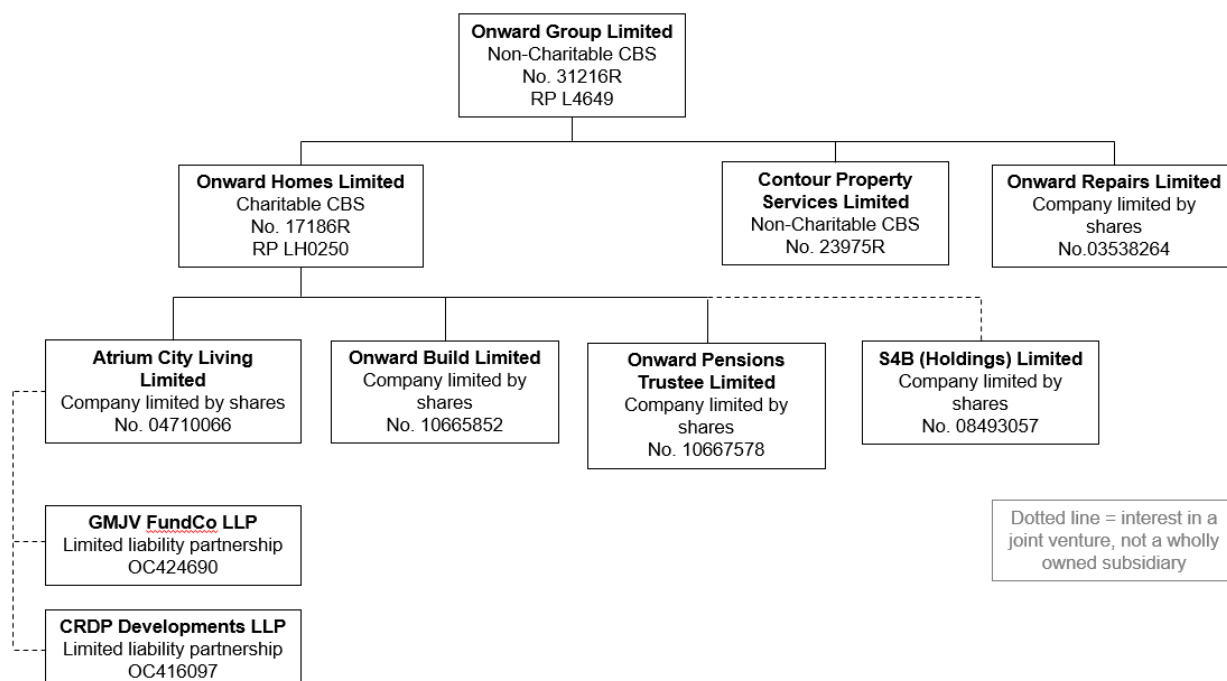 Onward Group Limited
Non-Charitable CBS
No. 31216R
RP L4649
Onward Homes Limited
Charitable CBS
No. 17186R
RP LH0250
Contour Property
Services Limited
Non-Charitable CBS
No. 23975R
Onward Repairs Limited
Company limited by
shares
No.03538264
Atrium City Living
Limited
Company limited by shares
No. 04710066
Onward Build Limited
Company limited by
shares
No. 10665852
Onward Pensions
Trustee Limited
Company limited by
shares
No. 10667578
S4B (Holdings) Limited
Company limited by
shares
No. 08493057
GMJV FundCo LLP
Limited liability partnership
OC424690
Dotted line = interest in a
joint venture, not a wholly
owned subsidiary
CRDP Developments LLP
Limited liability partnership
OC416097